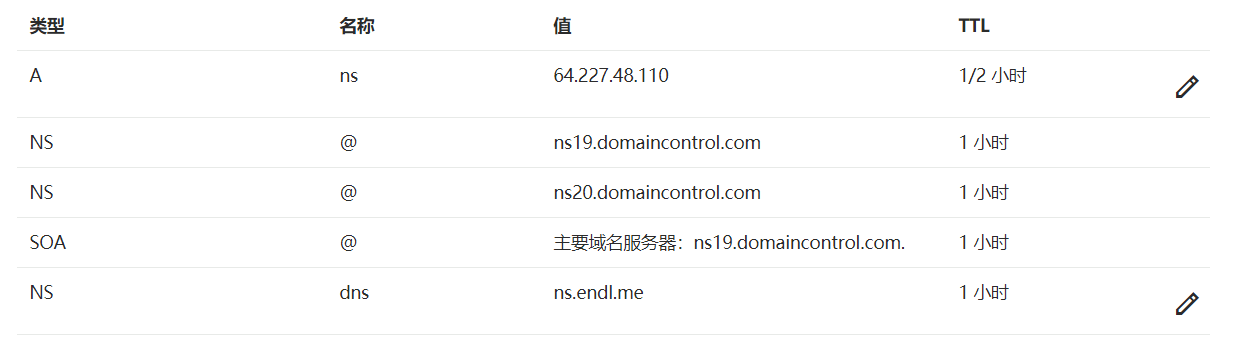 类型 名称 值 TTL
A ns 64.227.48.110 1/2 小时
NS @ ns19.domaincontrol.com 1 小时
NS @ ns20.domaincontrol.com 1 小时
SOA @ 主要域名服务器：ns19.domaincontrol.com. 1 小时
NS dns ns.endl.me 1 小时